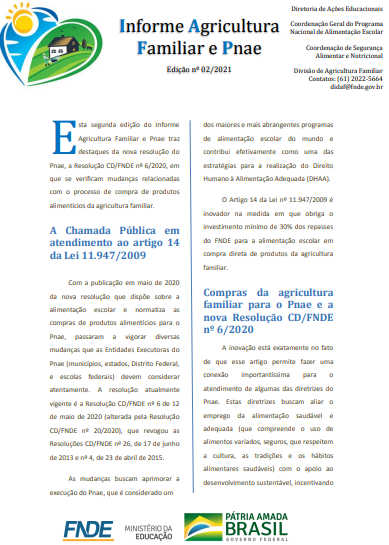 Informe Agricultura
Familiar e Pnae
Edição nº 02/2021
Diretoria de Ações Educacionais
Coordenação Geral do Programa
Nacional de Alimentação Escolar
Coordenação de Segurança
Alimentar e Nutricional
Divisão de Agricultura Familiar
Contatos: (61) 2022-5664
didaf@fnde.gov.br
Esta segunda edição do Informe
Agricultura Familiar e Pnae traz
destaques da nova resolução do
Pnae, a Resolução CD/FNDE nº 6/2020, em
que se verificam mudanças relacionadas
com o processo de compra de produtos
alimentícios da agricultura familiar.
A Chamada Pública em
atendimento ao artigo 14
da Lei 11.947/2009
Com a publicação em maio de 2020
da nova resolução que dispõe sobre a
alimentação escolar e normatiza as
compras de produtos alimentícios para o
Pnae, passaram a vigorar diversas
mudanças que as Entidades Executoras do
Pnae (municípios, estados, Distrito Federal,
e escolas federais) devem considerar
atentamente. A resolução atualmente
vigente é a Resolução CD/FNDE nº 6 de 12
de maio de 2020 (alterada pela Resolução
CD/FNDE nº 20/2020), que revogou as
Resoluções CD/FNDE nº 26, de 17 de junho
de 2013 e nº 4, de 23 de abril de 2015.
As mudanças buscam aprimorar a
execução do Pnae, que é considerado um
dos maiores e mais abrangentes programas
de alimentação escolar do mundo e
contribui efetivamente como uma das
estratégias para a realização do Direito
Humano à Alimentação Adequada (DHAA).
O Artigo 14 da Lei nº 11.947/2009 é
inovador na medida em que obriga o
investimento mínimo de 30% dos repasses
do FNDE para a alimentação escolar em
compra direta de produtos da agricultura
familiar.
Compras da agricultura
familiar para o Pnae e a
nova Resolução CD/FNDE
nº 6/2020
A inovação está exatamente no fato
de que esse artigo permite fazer uma
conexão importantíssima para o
atendimento de algumas das diretrizes do
Pnae. Estas diretrizes buscam aliar o
emprego da alimentação saudável e
adequada (que compreende o uso de
alimentos variados, seguros, que respeitem
a cultura, as tradições e os hábitos
alimentares saudáveis) com o apoio ao
desenvolvimento sustentável, incentivando
FNDE
MINISTÉRIO DA
EDUCAÇÃO
PÁTRIA AMADA
BRASIL
GOVERNO FEDERAL